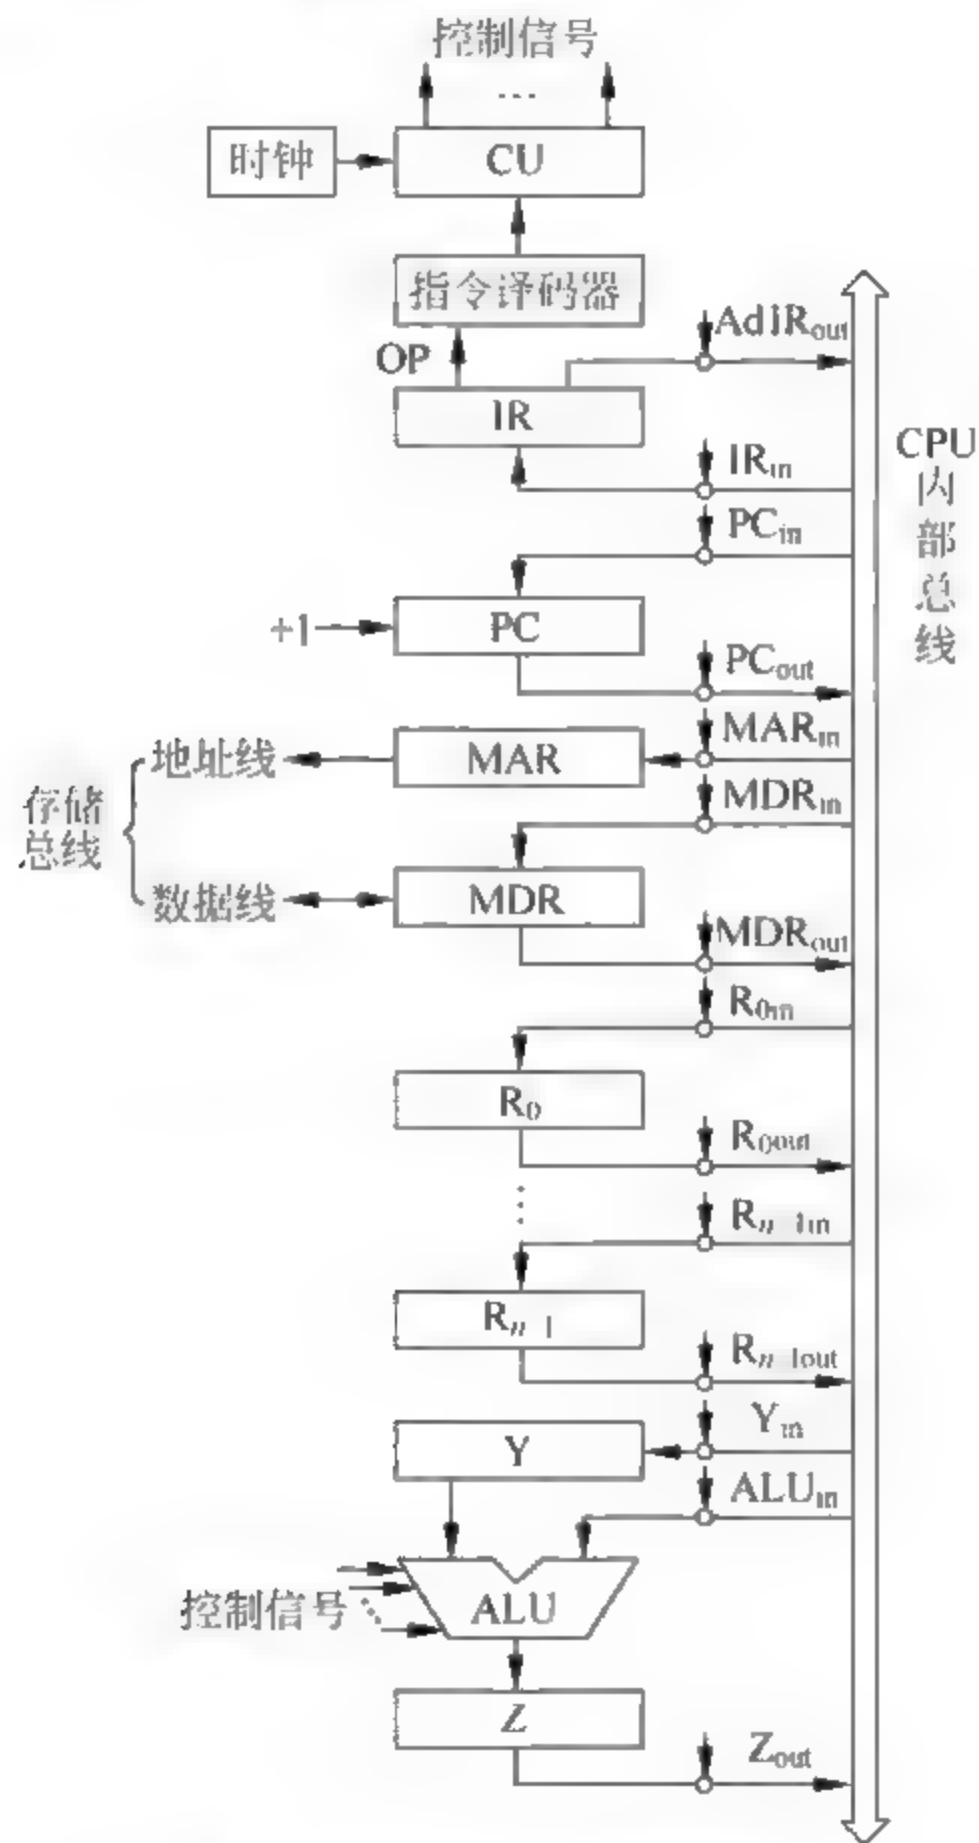 控制信号
...
时钟
CU
指令译码器
OP
AdIRout
IR
IRin
CPU
内
部
总
线
PCin
+1
PC
PCout
地址线
MAR
MARin
存储
总线
MDRin
数据线
MDR
MDRout
R0in
R0
R0out
Rn-1in
Rn-1
Rn-1out
Yin
Y
ALUin
控制信号
ALU
Z
Zout